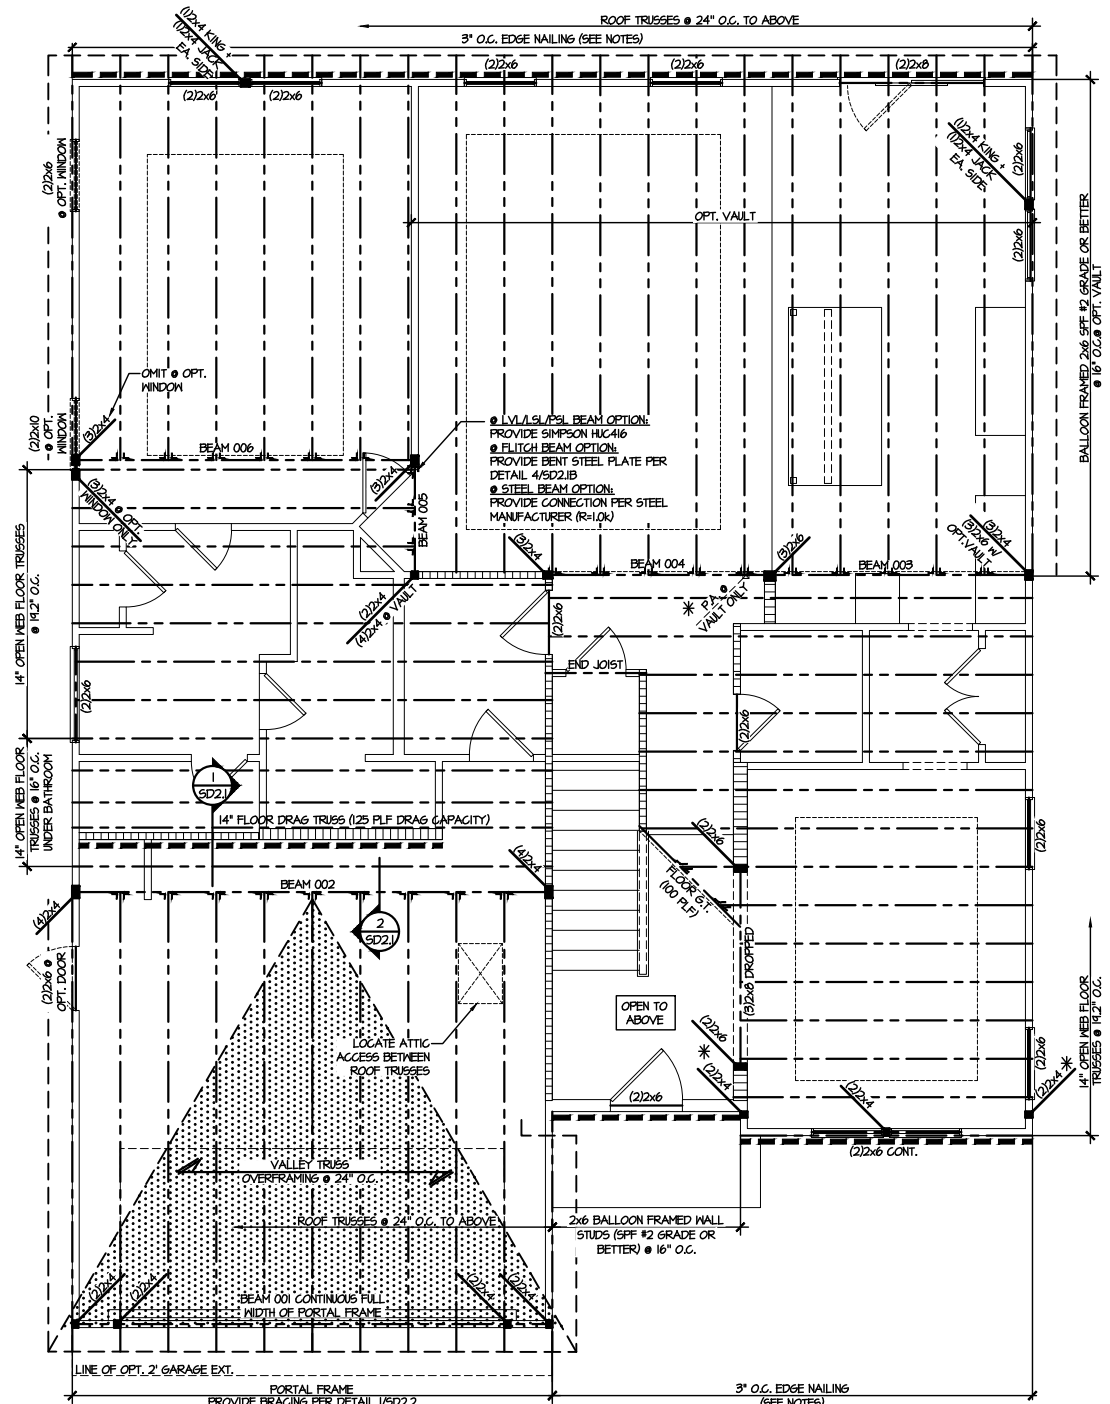 ROOF TRUSSES @ 24" O.C. TO ABOVE
3" O.C. EDGE NAILING (SEE NOTES)
(1)2x4 KING +
(1)2x4 JACK
EA. SIDE
(2)2x6
(2)2x6
(2)2x6
(2)2x6
(2)2x8
(2)2x6
@ OPT. WINDOW
(1)2x4 KING +
(1)2x4 JACK
EA. SIDE
(2)2x6
(2)2x6
OPT. VAULT
BALLOON FRAMED 2x6 SPF #2 GRADE OR BETTER
@ 16" O.C.@ OPT. VAULT
OMIT @ OPT.
WINDOW
(2)2x10
@ OPT.
WINDOW
(3)2x4
BEAM 006
@ LVL/LSL/PSL BEAM OPTION:
PROVIDE SIMPSON HUC416
@ FLITCH BEAM OPTION:
PROVIDE BENT STEEL PLATE PER
DETAIL 4/SD2.1B
@ STEEL BEAM OPTION:
PROVIDE CONNECTION PER STEEL
MANUFACTURER (R=1.0k)
(3)2x4
BEAM 005
(3)2x4 @ OPT.
WINDOW ONLY
14" OPEN WEB FLOOR TRUSSES
@ 19.2" O.C.
(3)2x4
BEAM 004
(3)2x6
BEAM 003
(3)2x4
(3)2x6 W/
OPT.VAULT
(2)2x4
(4)2x4 @ VAULT
(2)2x6
P.A. @
VAULT ONLY
END JOIST
(2)2x6
(2)2x6
14" OPEN WEB FLOOR
TRUSSES @ 16" O.C.
UNDER BATHROOM
1
SD2.1
14" FLOOR DRAG TRUSS (125 PLF DRAG CAPACITY)
(2)2x6
(2)2x6
(4)2x4
BEAM 002
FLOOR G.T.
(100 PLF)
(4)2x4
2
SD2.1
(2)2x6 @
OPT. DOOR
(3)2x8 DROPPED
OPEN TO
ABOVE
LOCATE ATTIC
ACCESS BETWEEN
ROOF TRUSSES
(2)2x6
(2)2x4
(2)2x6
(2)2x4
(2)2x6
(2)2x4
14" OPEN WEB FLOOR
TRUSSES @ 19.2" O.C.
(2)2x6 CONT.
VALLEY TRUSS
OVERFRAMING @ 24" O.C.
ROOF TRUSSES @ 24" O.C. TO ABOVE
2x6 BALLOON FRAMED WALL
STUDS (SPF #2 GRADE OR
BETTER) @ 16" O.C.
(2)2x4
(2)2x4
(2)2x4
(2)2x4
BEAM 001 CONTINUOUS FULL
WIDTH OF PORTAL FRAME
LINE OF OPT. 2' GARAGE EXT.
PORTAL FRAME
PROVIDE BRACING PER DETAIL 1/SD2.2
3" O.C. EDGE NAILING
(SEE NOTES)